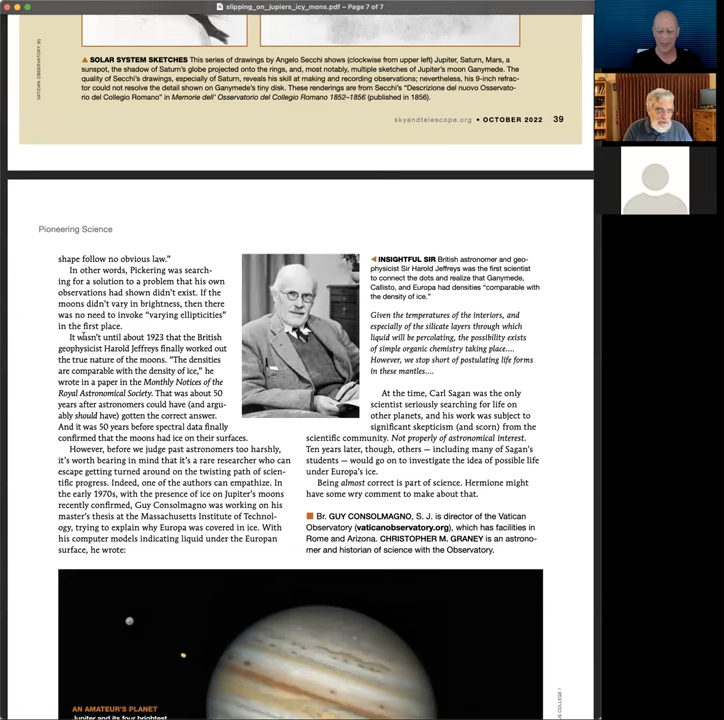 slipping_on_jupiers_icy_mons.pdf – Page 7 of 7
VATICAN OBSERVATORY (6)
▲ SOLAR SYSTEM SKETCHES This series of drawings by Angelo Secchi shows (clockwise from upper left) Jupiter, Saturn, Mars, a
sunspot, the shadow of Saturn's globe projected onto the rings, and, most notably, multiple sketches of Jupiter's moon Ganymede. The
quality of Secchi's drawings, especially of Saturn, reveals his skill at making and recording observations; nevertheless, his 9-inch refrac-
tor could not resolve the detail shown on Ganymede's tiny disk. These renderings are from Secchi's "Descrizione del nuovo Osservato-
rio del Collegio Romano" in Memorie dell' Osservatorio del Collegio Romano 1852–1856 (published in 1856).
skyandtelescope.org • OCTOBER 2022 39
Pioneering Science
shape follow no obvious law."
In other words, Pickering was search-
ing for a solution to a problem that his own
observations had shown didn't exist. If the
moons didn't vary in brightness, then there
was no need to invoke "varying ellipticities"
in the first place.
It wasn't until about 1923 that the British
geophysicist Harold Jeffreys finally worked out
the true nature of the moons. "The densities
are comparable with the density of ice," he
wrote in a paper in the Monthly Notices of the
Royal Astronomical Society. That was about 50
years after astronomers could have (and argu-
ably should have) gotten the correct answer.
And it was 50 years before spectral data finally
confirmed that the moons had ice on their surfaces.
However, before we judge past astronomers too harshly,
it's worth bearing in mind that it's a rare researcher who can
escape getting turned around on the twisting path of scien-
tific progress. Indeed, one of the authors can empathize. In
the early 1970s, with the presence of ice on Jupiter's moons
recently confirmed, Guy Consolmagno was working on his
master's thesis at the Massachusetts Institute of Technol-
ogy, trying to explain why Europa was covered in ice. With
his computer models indicating liquid under the Europan
surface, he wrote:
◀ INSIGHTFUL SIR British astronomer and geo-
physicist Sir Harold Jeffreys was the first scientist
to connect the dots and realize that Ganymede,
Callisto, and Europa had densities "comparable with
the density of ice."
Given the temperatures of the interiors, and
especially of the silicate layers through which
liquid will be percolating, the possibility exists
of simple organic chemistry taking place....
However, we stop short of postulating life forms
in these mantles....
At the time, Carl Sagan was the only
scientist seriously searching for life on
other planets, and his work was subject to
significant skepticism (and scorn) from the
scientific community. Not properly of astronomical interest.
Ten years later, though, others — including many of Sagan's
students — would go on to investigate the idea of possible life
under Europa's ice.
Being almost correct is part of science. Hermione might
have some wry comment to make about that.
■ Br. GUY CONSOLMAGNO, S. J. is director of the Vatican
Observatory (vaticanobservatory.org), which has facilities in
Rome and Arizona. CHRISTOPHER M. GRANEY is an astrono-
mer and historian of science with the Observatory.
AN AMATEUR'S PLANET
Jupiter and its four brightest